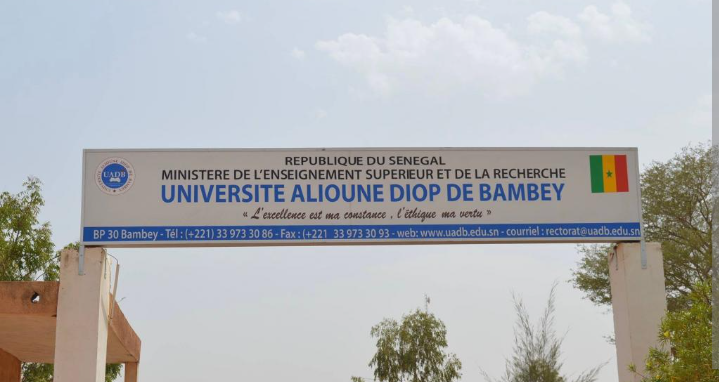 UADB
REPUBLIQUE DU SENEGAL
MINISTERE DE L'ENSEIGNEMENT SUPERIEUR ET DE LA RECHERCHE
UNIVERSITE ALIOUNE DIOP DE BAMBEY
« L'excellence est ma constance , l'éthique ma vertu »
BP 30 Bambey - Tél : (+221) 33 973 30 86 - Fax : (+221 33 973 30 93 - web: www.uadb.edu.sn - courriel : rectorat@uadb.edu.sn